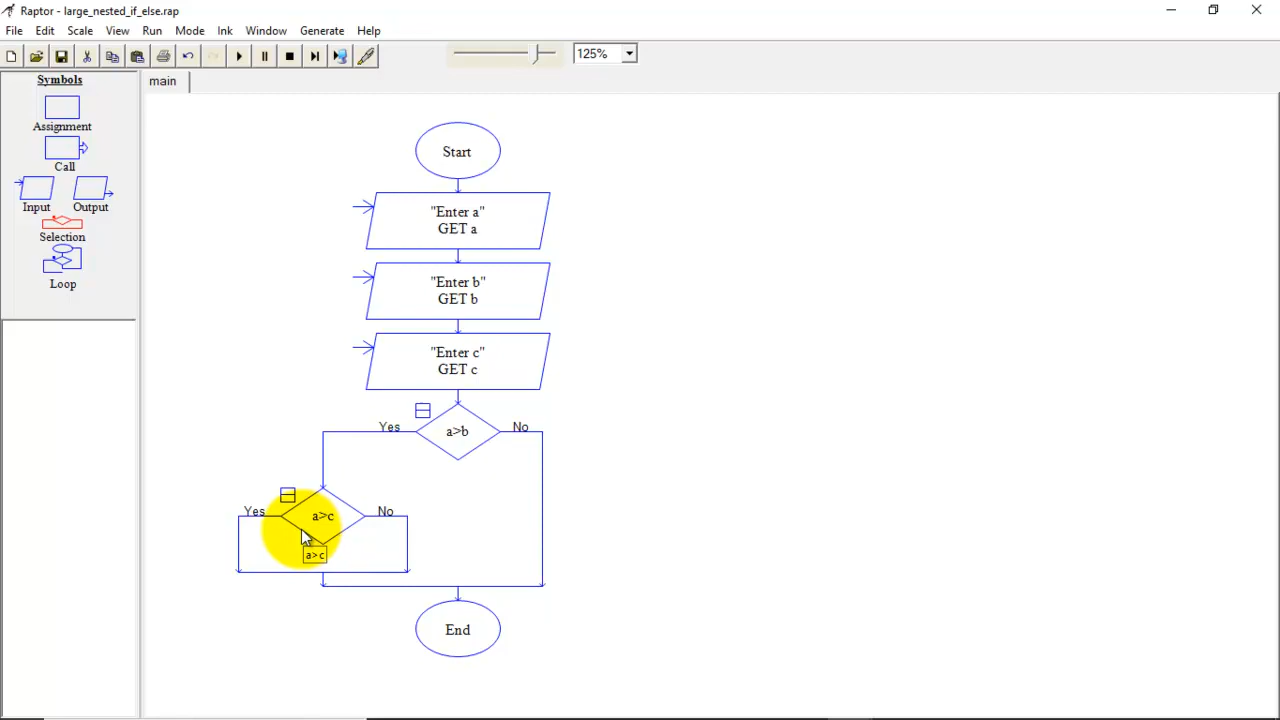 Raptor - large_nested_if_else.rap
File Edit Scale View Run Mode Ink Window Generate Help
125%
Symbols
Assignment
Call
Input Output
Selection
Loop
main
Start
"Enter a"
GET a
"Enter b"
GET b
"Enter c"
GET c
Yes a>b No
Yes a>c No
a>c
End